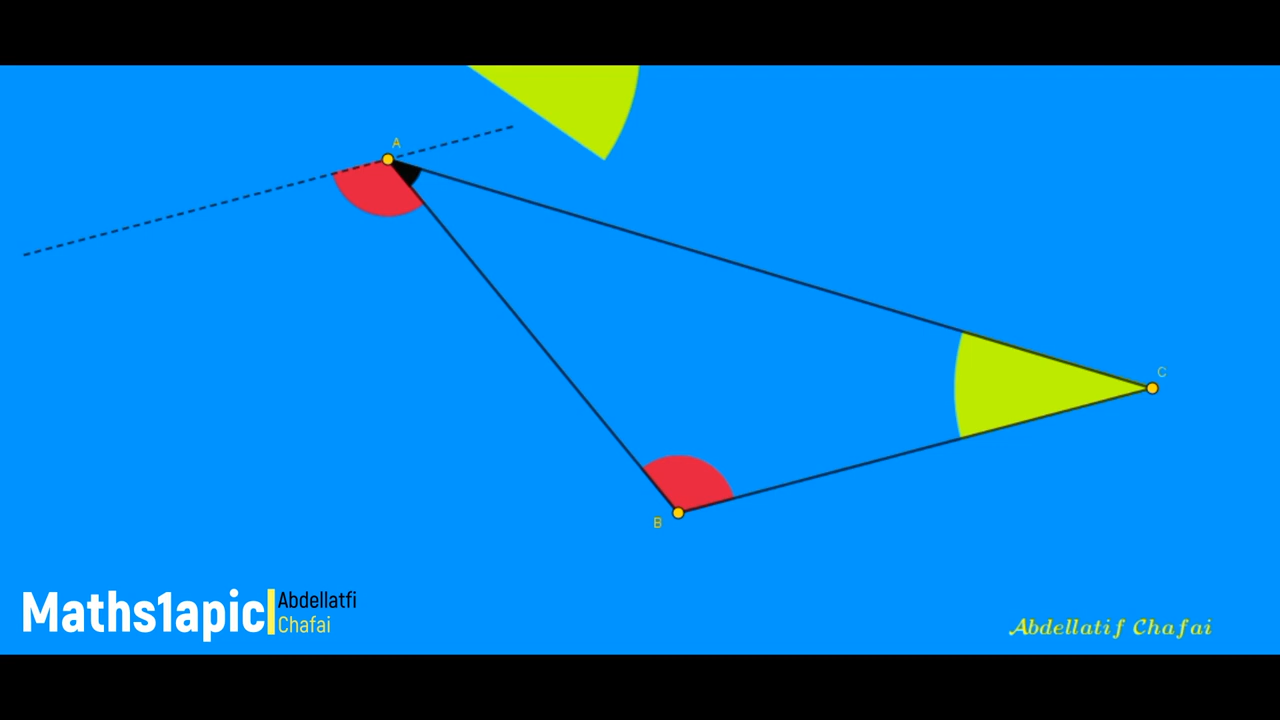 A
C
B
Maths1apic
Abdellatfi
Chafai
Abdellatif Chafai